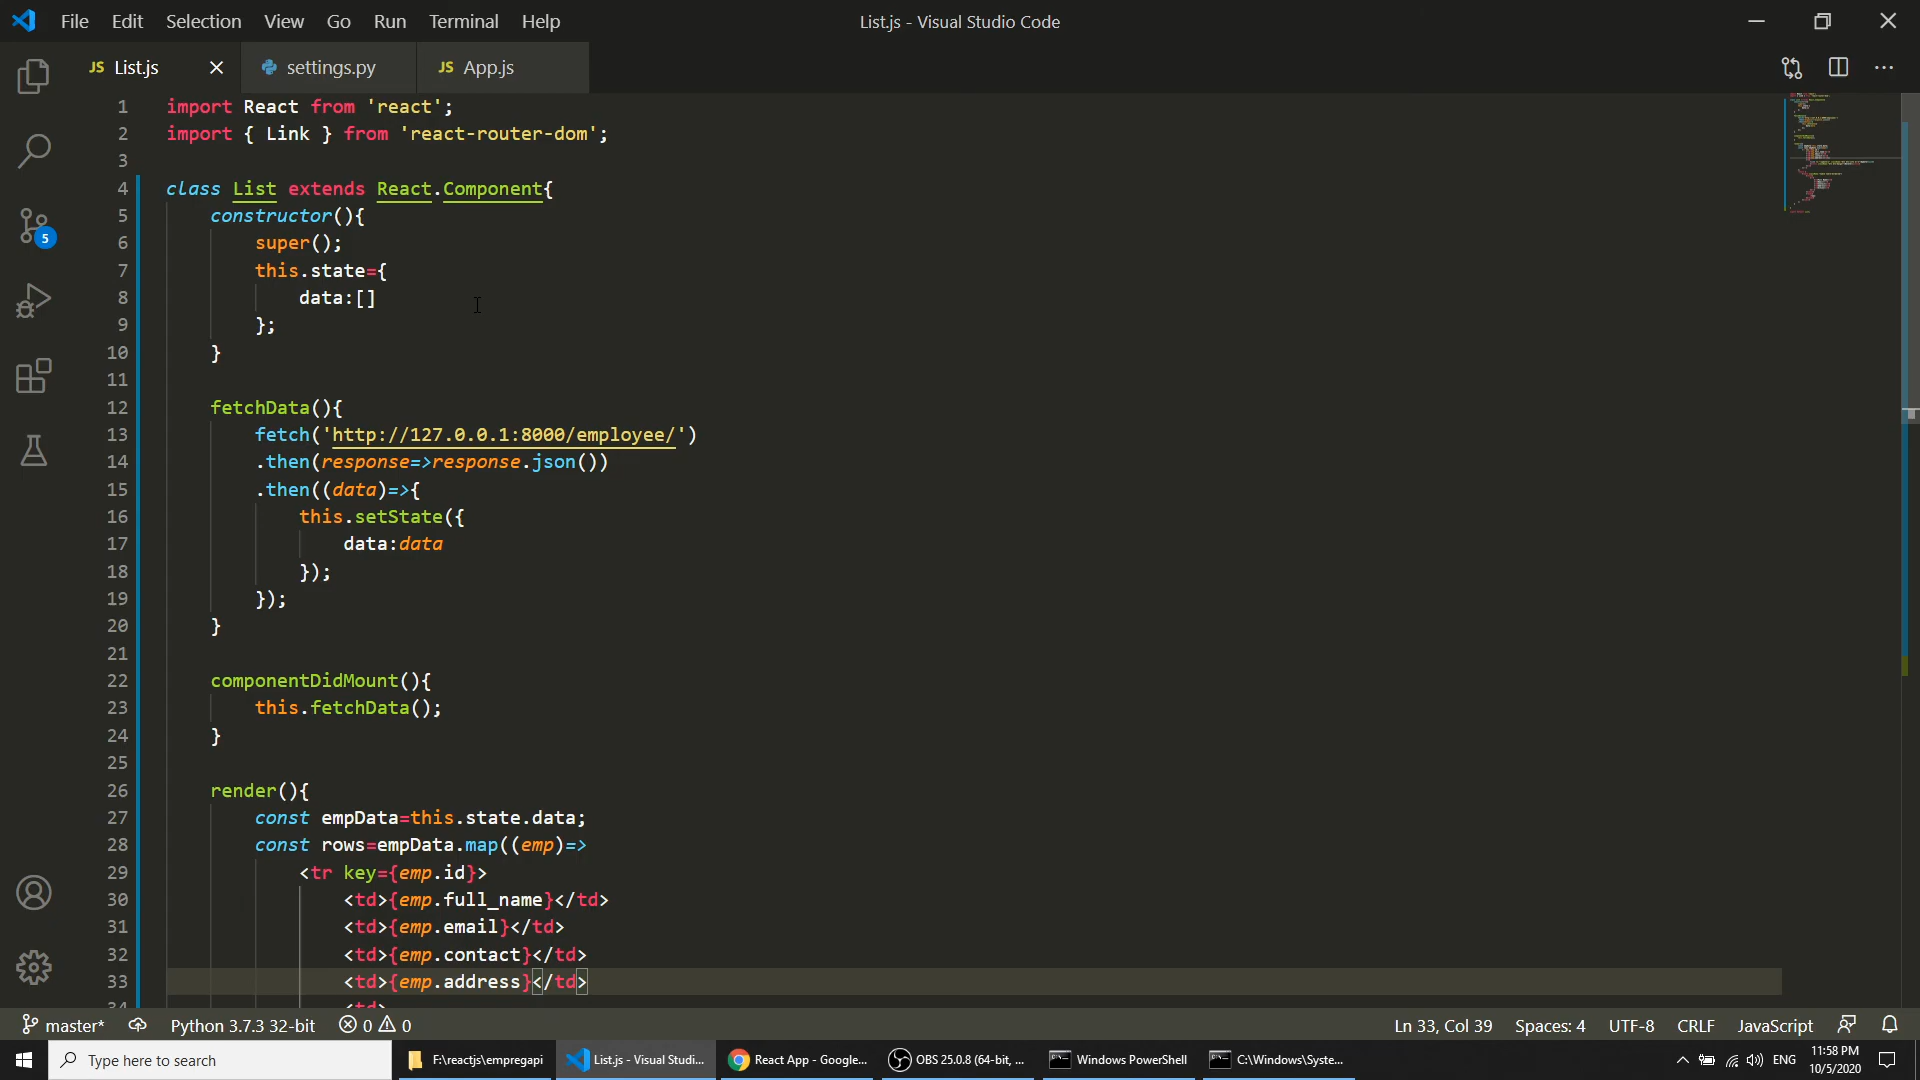 File Edit Selection View Go Run Terminal Help List.js - Visual Studio Code
JS List.js settings.py JS App.js
1 import React from 'react';
2 import { Link } from 'react-router-dom';
3
4 class List extends React.Component{
5 constructor(){
6 super();
7 this.state={
8 data:[]
9 };
10 }
11
12 fetchData(){
13 fetch('http://127.0.0.1:8000/employee/')
14 .then(response=>response.json())
15 .then((data)=>{
16 this.setState({
17 data:data
18 });
19 });
20 }
21
22 componentDidMount(){
23 this.fetchData();
24 }
25
26 render(){
27 const empData=this.state.data;
28 const rows=empData.map((emp)=>
29 <tr key={emp.id}>
30 <td>{emp.full_name}</td>
31 <td>{emp.email}</td>
32 <td>{emp.contact}</td>
33 <td>{emp.address}</td>
34 <td>
5
master* Python 3.7.3 32-bit 0 0 Ln 33, Col 39 Spaces: 4 UTF-8 CRLF JavaScript
Type here to search F:\reactjs\empregapi List.js - Visual Studi... React App - Google... OBS 25.0.8 (64-bit, ... Windows PowerShell C:\Windows\Syste... ENG 11:58 PM
10/5/2020